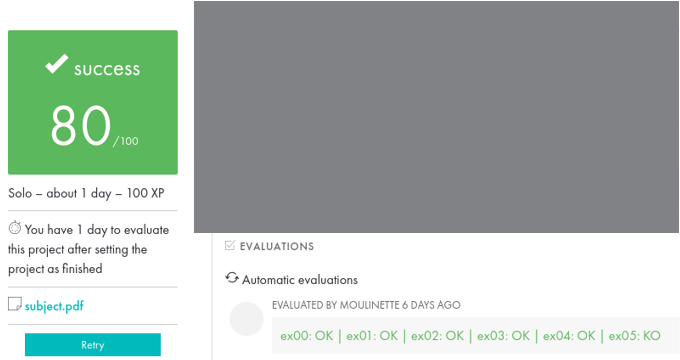 success
80/100
Solo – about 1 day – 100 XP
You have 1 day to evaluate
this project after setting the
project as finished
subject.pdf
Retry
EVALUATIONS
Automatic evaluations
EVALUATED BY MOULINETTE 6 DAYS AGO
ex00: OK | ex01: OK | ex02: OK | ex03: OK | ex04: OK | ex05: KO